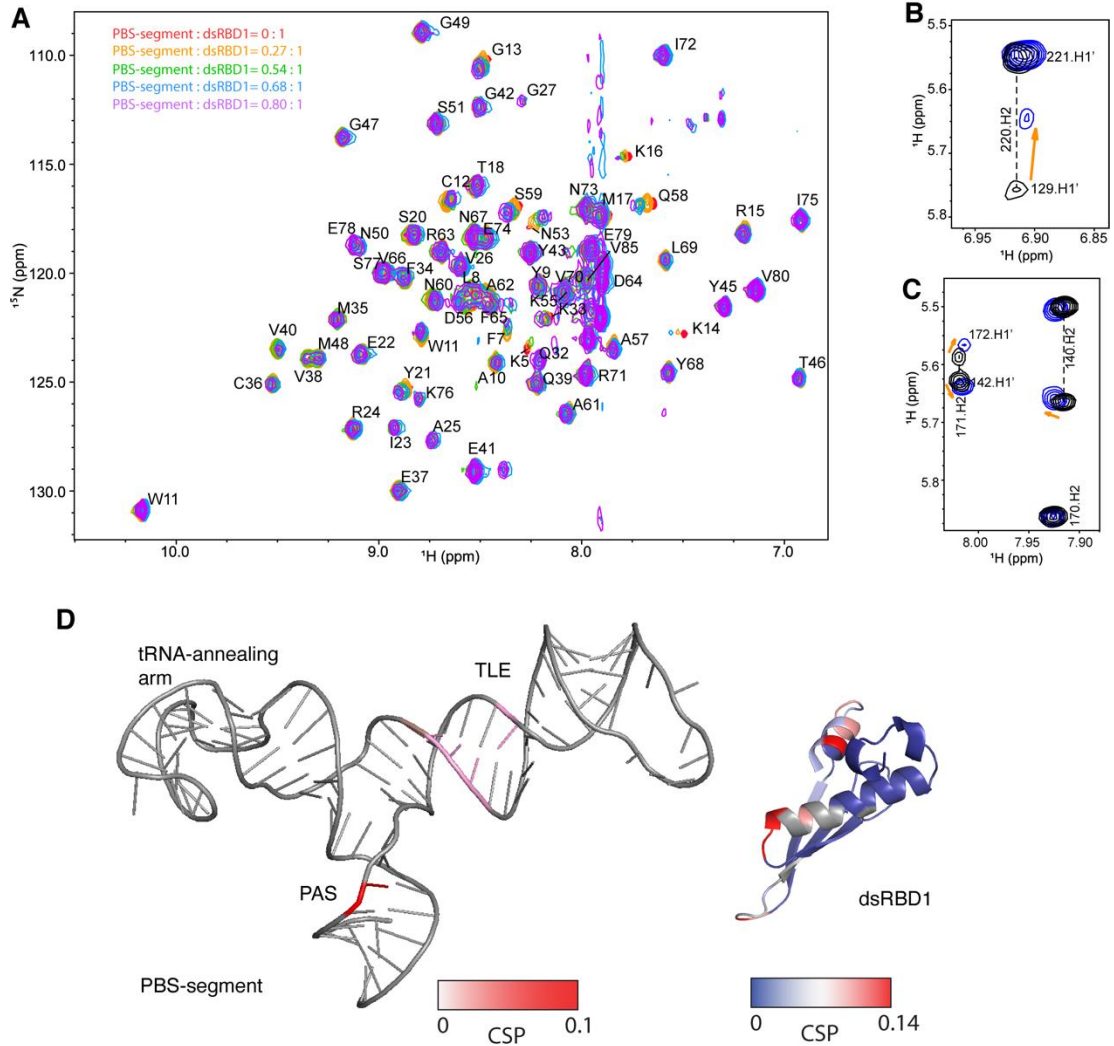 A
PBS-segment : dsRBD1= 0 : 1
PBS-segment : dsRBD1= 0.27 : 1
PBS-segment : dsRBD1= 0.54 : 1
PBS-segment : dsRBD1= 0.68 : 1
PBS-segment : dsRBD1= 0.80 : 1
G49
G13
I72
G42
G27
S51
G47
K16
T18
C12
S59
N73
M17
Q58
I75
E78
N50
S20
N67
R63
E74
N53
Y43
E79
V85
R15
L69
S77
V66
F34
V26
N60
L8
A62
Y9
V70
D64
V80
K55
K33
Y45
M35
D56
F65
V40
V38
M48
E22
W11
F7
K5
Q32
A57
K14
Y68
C36
Y21
K76
A10
Q39
R71
T46
R24
I23
A25
A61
E41
E37
W11
110.0
115.0
120.0
125.0
130.0
¹⁵N (ppm)
10.0
9.0
8.0
7.0
¹H (ppm)
B
5.5
5.6
5.7
5.8
¹H (ppm)
221.H1'
220.H2
129.H1'
6.95
6.90
6.85
¹H (ppm)
C
5.5
5.6
5.7
5.8
¹H (ppm)
172.H1'
142.H1'
171.H2
140.H2
170.H2
8.00
7.90
¹H (ppm)
D
tRNA-annealing
arm
TLE
PAS
dsRBD1
PBS-segment
0
0.1
CSP
0
0.14
CSP